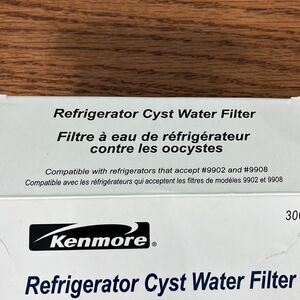 Refrigerator Cyst Water Filter
Filtre à eau de réfrigérateur
contre les oocystes
Compatible with refrigerators that accept #9902 and #9908
Compatible avec les réfrigérateurs qui acceptent les filtres de modèles 9902 et 9908
300
Kenmore®
Refrigerator Cyst Water Filter